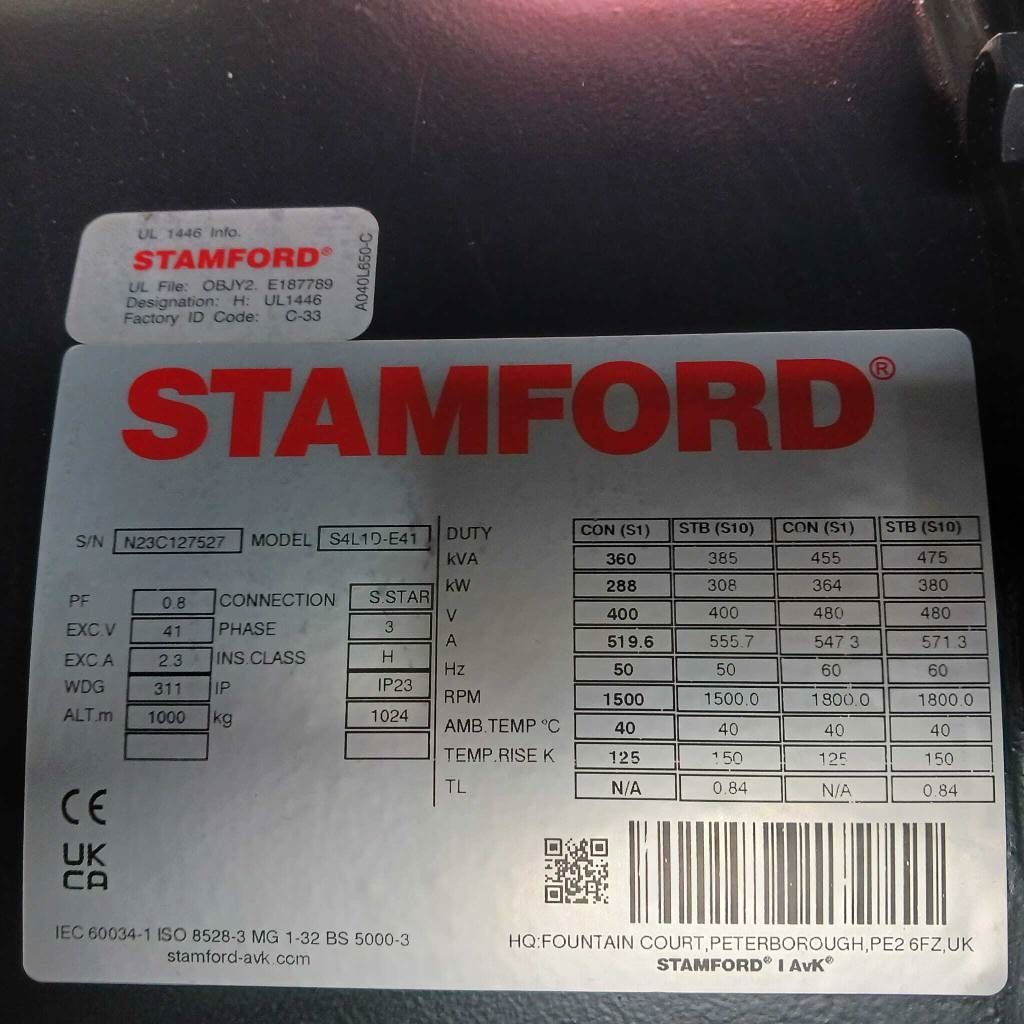 UL 1446 Info.
STAMFORD®
UL File: OBJY2. E187789
Designation: H: UL1446
Factory ID Code: C-33
A040L650-C
STAMFORD®
S/N N23C127527 MODEL S4L1D-E41
PF 0.8 CONNECTION S.STAR
EXC.V 41 PHASE 3
EXC.A 2.3 INS.CLASS H
WDG 311 IP IP23
ALT.m 1000 kg 1024
DUTY CON (S1) STB (S10) CON (S1) STB (S10)
kVA 360 385 455 475
kW 288 308 364 380
V 400 400 480 480
A 519.6 555.7 547.3 571.3
Hz 50 50 60 60
RPM 1500 1500.0 1800.0 1800.0
AMB.TEMP °C 40 40 40 40
TEMP.RISE K 125 150 125 150
TL N/A 0.84 N/A 0.84
CE
UK
CA
IEC 60034-1 ISO 8528-3 MG 1-32 BS 5000-3
stamford-avk.com
HQ:FOUNTAIN COURT,PETERBOROUGH,PE2 6FZ,UK
STAMFORD® | AvK®